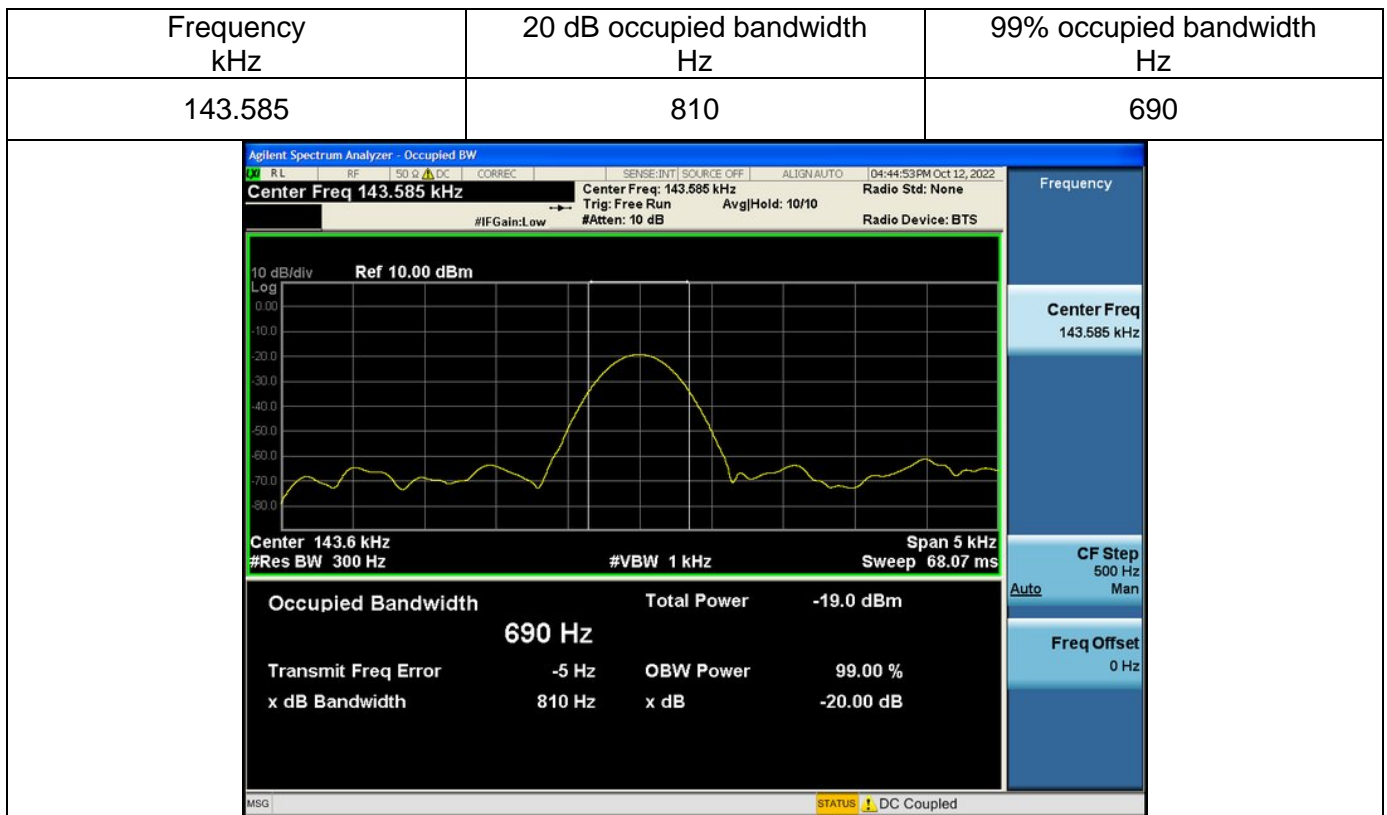 Frequency
kHz
20 dB occupied bandwidth
Hz
99% occupied bandwidth
Hz
143.585
810
690
Agilent Spectrum Analyzer - Occupied BW
LXI RL RF 50 Ω DC CORREC SENSE:INT SOURCE OFF ALIGN AUTO 04:44:53PM Oct 12, 2022
Center Freq 143.585 kHz
#IFGain:Low
Center Freq: 143.585 kHz
Trig: Free Run Avg|Hold: 10/10
#Atten: 10 dB
Radio Std: None
Radio Device: BTS
10 dB/div Ref 10.00 dBm
Log
0.00
-10.0
-20.0
-30.0
-40.0
-50.0
-60.0
-70.0
-80.0
Center 143.6 kHz Span 5 kHz
#Res BW 300 Hz #VBW 1 kHz Sweep 68.07 ms
Occupied Bandwidth Total Power -19.0 dBm
690 Hz
Transmit Freq Error -5 Hz OBW Power 99.00 %
x dB Bandwidth 810 Hz x dB -20.00 dB
Frequency
Center Freq
143.585 kHz
CF Step
500 Hz
Auto Man
Freq Offset
0 Hz
MSG STATUS DC Coupled